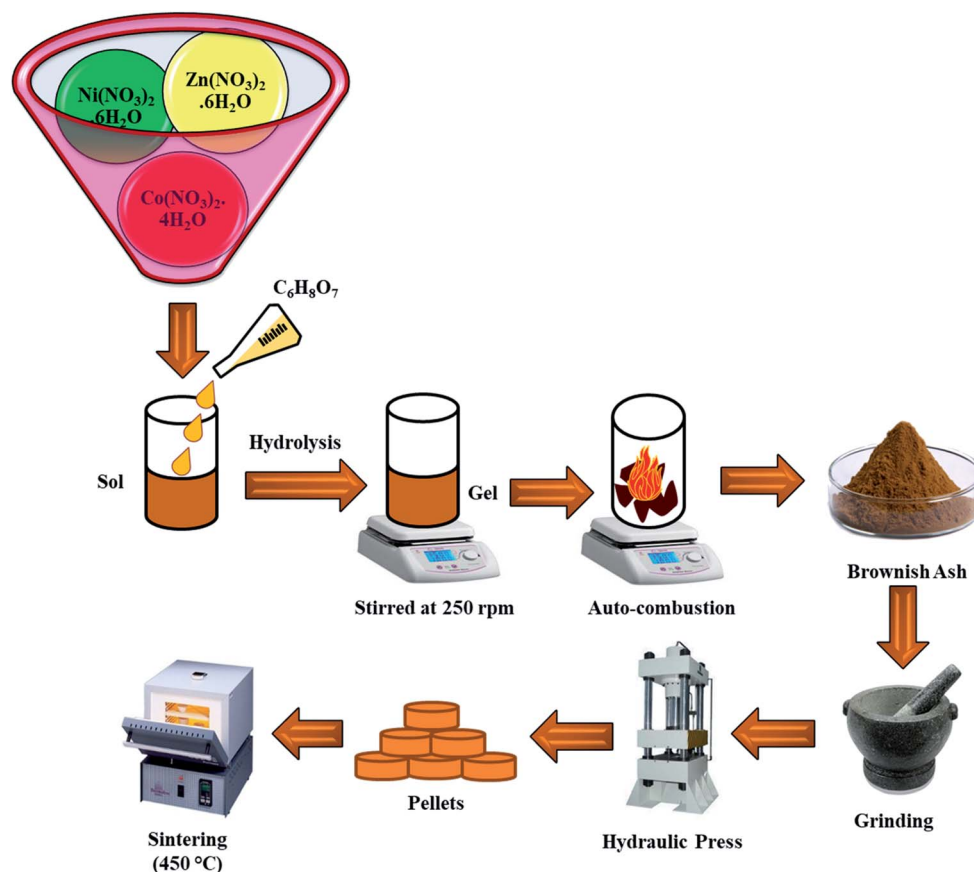 Ni(NO₃)₂
.6H₂O
Zn(NO₃)₂
.6H₂O
Co(NO₃)₂.
4H₂O
C₆H₈O₇
Sol
Hydrolysis
Gel
Stirred at 250 rpm
Auto-combustion
Brownish Ash
Grinding
Hydraulic Press
Pellets
Sintering
(450 °C)